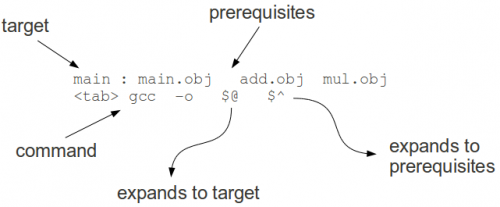 prerequisites
target
main : main.obj add.obj mul.obj
<tab> gcc -o $@ $^
command
expands to
prerequisites
expands to target